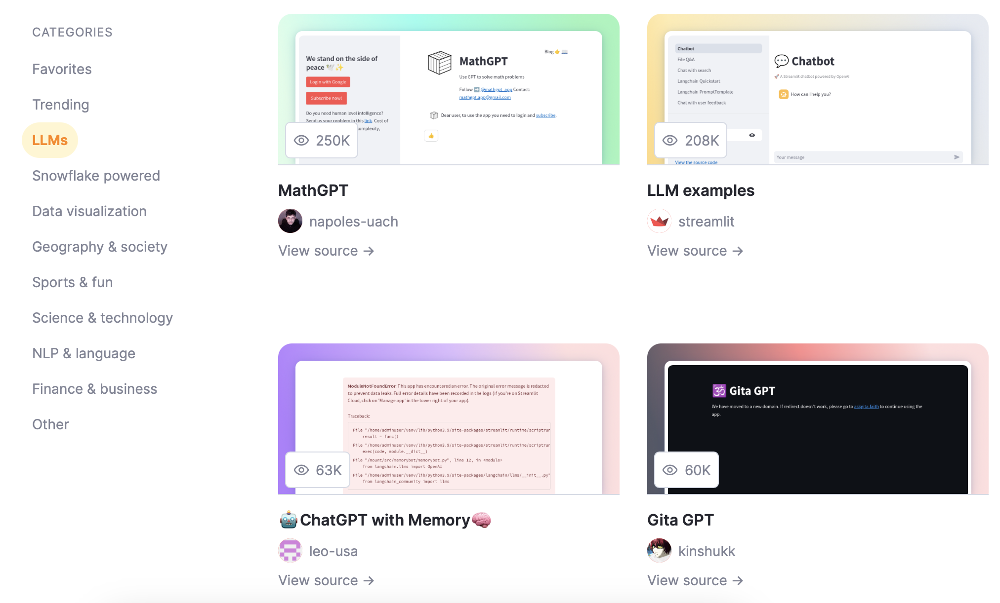 CATEGORIES
Favorites
Trending
LLMs
Snowflake powered
Data visualization
Geography & society
Sports & fun
Science & technology
NLP & language
Finance & business
Other
We stand on the side of
peace 🕊️✨
Login with Google
Subscribe now!
Do you need human level intelligence?
Send us your problem in this link. Cost of
complexity,
Blog 👉 📖
MathGPT
Use GPT to solve math problems
Follow ➡️ @mathgpt_app Contact:
mathgpt.app@gmail.com
Dear user, to use the app you need to login and subscribe.
👍
250K
MathGPT
napoles-uach
View source →
Chatbot
File Q&A
Chat with search
Langchain Quickstart
Langchain PromptTemplate
Chat with user feedback
View the source code
💬 Chatbot
🚀 A Streamlit chatbot powered by OpenAI
How can I help you?
Your message
208K
LLM examples
streamlit
View source →
ModuleNotFoundError: This app has encountered an error. The original error message is redacted
to prevent data leaks. Full error details have been recorded in the logs (if you're on Streamlit
Cloud, click on 'Manage app' in the lower right of your app).
Traceback:
File "/home/adminuser/venv/lib/python3.9/site-packages/streamlit/runtime/scriptrun
result = func()
File "/home/adminuser/venv/lib/python3.9/site-packages/streamlit/runtime/scriptrun
exec(code, module.__dict__)
File "/mount/src/memorybot/memorybot.py", line 12, in <module>
from langchain.llms import OpenAI
File "/home/adminuser/venv/lib/python3.9/site-packages/langchain/llms/__init__.py"
from langchain_community import llms
63K
🤖ChatGPT with Memory🧠
leo-usa
View source →
🕉️ Gita GPT
We have moved to a new domain. If redirect doesn't work, please go to askgita.faith to continue using the
app.
60K
Gita GPT
kinshukk
View source →